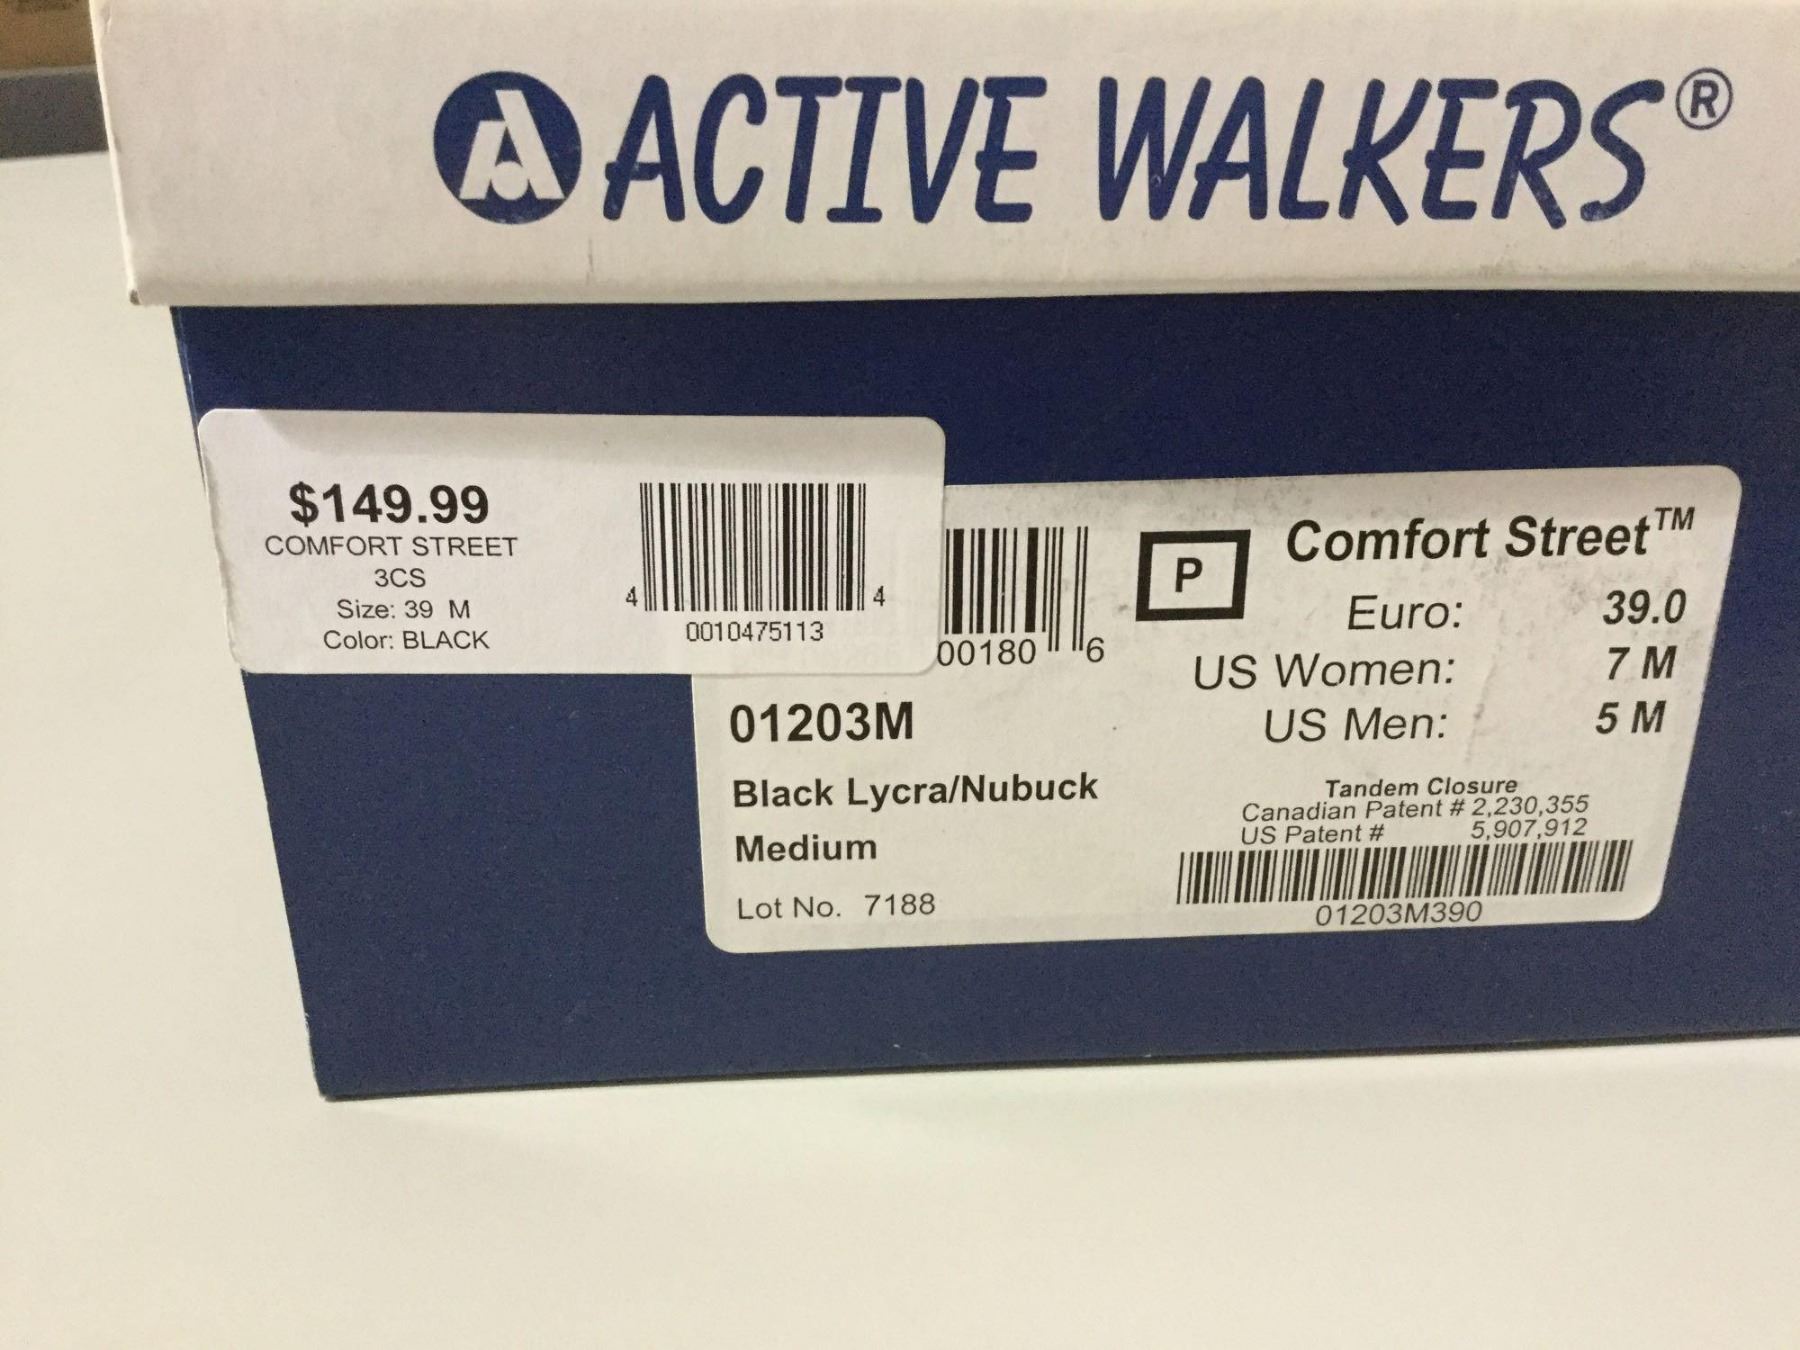 ACTIVE WALKERS®
$149.99
COMFORT STREET
3CS
Size: 39 M
Color: BLACK
4 4
0010475113
00180 6
P
Comfort Street™
Euro: 39.0
US Women: 7 M
US Men: 5 M
01203M
Black Lycra/Nubuck
Medium
Lot No. 7188
Tandem Closure
Canadian Patent # 2,230,355
US Patent # 5,907,912
01203M390